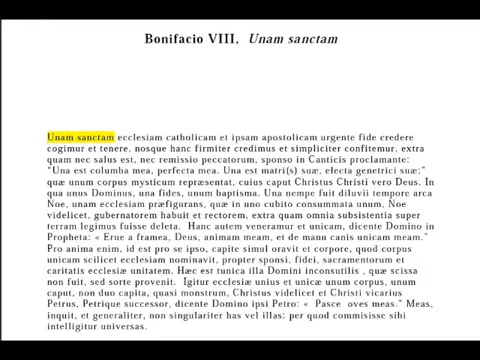 Bonifacio VIII, Unam sanctam
Unam sanctam ecclesiam catholicam et ipsam apostolicam urgente fide credere
cogimur et tenere, nosque hanc firmiter credimus et simpliciter confitemur, extra
quam nec salus est, nec remissio peccatorum, sponso in Canticis proclamante:
"Una est columba mea, perfecta mea. Una est matri(s) suæ, electa genetrici suæ;"
quæ unum corpus mysticum repræsentat, cuius caput Christus Christi vero Deus. In
qua unus Dominus, una fides, unum baptisma. Una nempe fuit diluvii tempore arca
Noe, unam ecclesiam præfigurans, quæ in uno cubito consummata unum, Noe
videlicet, gubernatorem habuit et rectorem, extra quam omnia subsistentia super
terram legimus fuisse deleta. Hanc autem veneramur et unicam, dicente Domino in
Propheta: « Erue a framea, Deus, animam meam, et de manu canis unicam meam."
Pro anima enim, id est pro se ipso, capite simul oravit et corpore, quod corpus
unicam scilicet ecclesiam nominavit, propter sponsi, fidei, sacramentorum et
caritatis ecclesiæ unitatem. Hæc est tunica illa Domini inconsutilis , quæ scissa
non fuit, sed sorte provenit. Igitur ecclesiæ unius et unicæ unum corpus, unum
caput, non duo capita, quasi monstrum, Christus videlicet et Christi vicarius
Petrus, Petrique successor, dicente Domino ipsi Petro: « Pasce oves meas." Meas,
inquit, et generaliter, non singulariter has vel illas: per quod commisisse sibi
intelligitur universas.